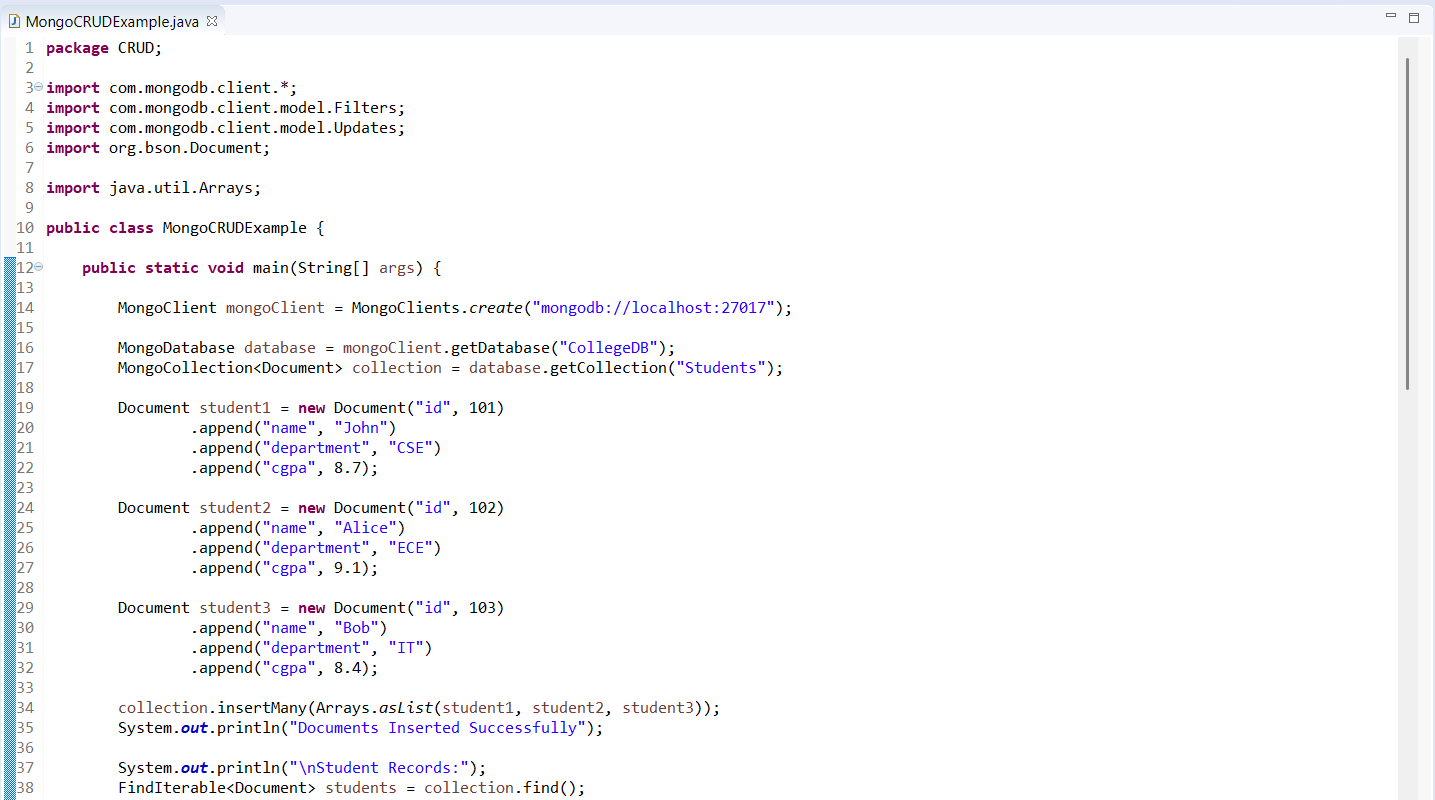 MongoCRUDExample.java
1 package CRUD;
2
3 import com.mongodb.client.*;
4 import com.mongodb.client.model.Filters;
5 import com.mongodb.client.model.Updates;
6 import org.bson.Document;
7
8 import java.util.Arrays;
9
10 public class MongoCRUDExample {
11
12     public static void main(String[] args) {
13
14         MongoClient mongoClient = MongoClients.create("mongodb://localhost:27017");
15
16         MongoDatabase database = mongoClient.getDatabase("CollegeDB");
17         MongoCollection<Document> collection = database.getCollection("Students");
18
19         Document student1 = new Document("id", 101)
20                 .append("name", "John")
21                 .append("department", "CSE")
22                 .append("cgpa", 8.7);
23
24         Document student2 = new Document("id", 102)
25                 .append("name", "Alice")
26                 .append("department", "ECE")
27                 .append("cgpa", 9.1);
28
29         Document student3 = new Document("id", 103)
30                 .append("name", "Bob")
31                 .append("department", "IT")
32                 .append("cgpa", 8.4);
33
34         collection.insertMany(Arrays.asList(student1, student2, student3));
35         System.out.println("Documents Inserted Successfully");
36
37         System.out.println("\nStudent Records:");
38         FindIterable<Document> students = collection.find();